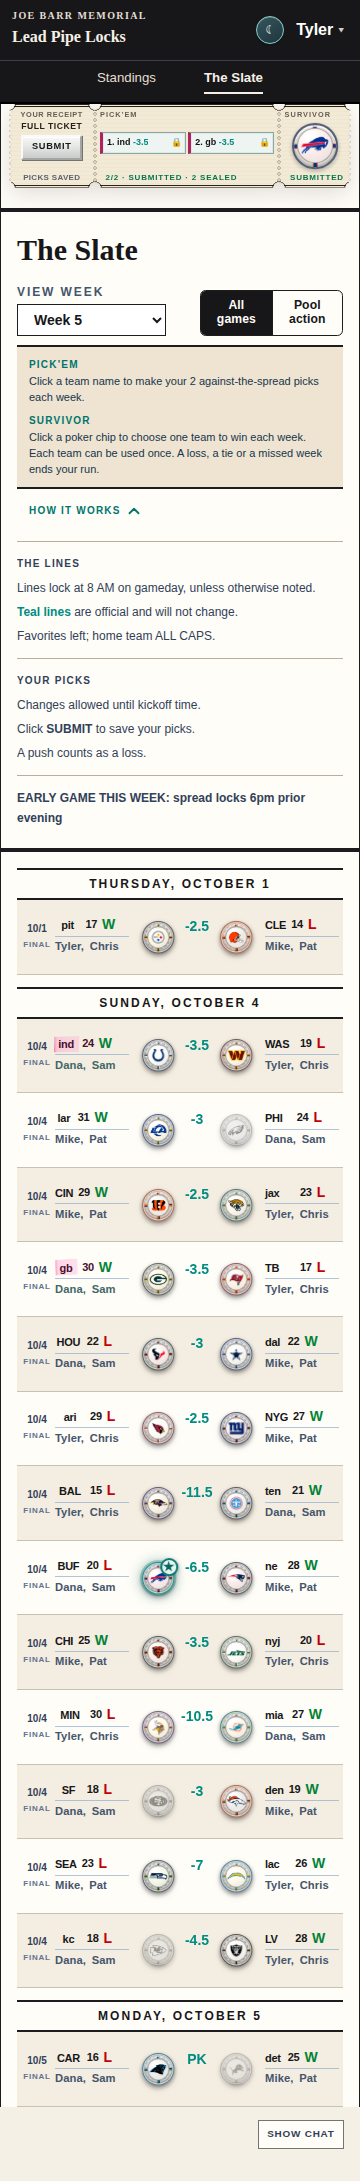 JOE BARR MEMORIAL
Lead Pipe Locks
Tyler
Standings
The Slate
YOUR RECEIPT
FULL TICKET
SUBMIT
PICKS SAVED
PICK'EM
1. ind -3.5
2. gb -3.5
2/2 · SUBMITTED · 2 SEALED
SURVIVOR
SUBMITTED
The Slate
VIEW WEEK
Week 5
All games
Pool action
PICK'EM
Click a team name to make your 2 against-the-spread picks
each week.
SURVIVOR
Click a poker chip to choose one team to win each week.
Each team can be used once. A loss, a tie or a missed week
ends your run.
HOW IT WORKS
THE LINES
Lines lock at 8 AM on gameday, unless otherwise noted.
Teal lines are official and will not change.
Favorites left; home team ALL CAPS.
YOUR PICKS
Changes allowed until kickoff time.
Click SUBMIT to save your picks.
A push counts as a loss.
EARLY GAME THIS WEEK: spread locks 6pm prior
evening
THURSDAY, OCTOBER 1
10/1 pit 17 W -2.5 CLE 14 L
FINAL Tyler, Chris Mike, Pat
SUNDAY, OCTOBER 4
10/4 ind 24 W -3.5 WAS 19 L
FINAL Dana, Sam Tyler, Chris
10/4 lar 31 W -3 PHI 24 L
FINAL Mike, Pat Dana, Sam
10/4 CIN 29 W -2.5 jax 23 L
FINAL Mike, Pat Tyler, Chris
10/4 gb 30 W -3.5 TB 17 L
FINAL Dana, Sam Tyler, Chris
10/4 HOU 22 L -3 dal 22 W
FINAL Dana, Sam Mike, Pat
10/4 ari 29 L -2.5 NYG 27 W
FINAL Tyler, Chris Mike, Pat
10/4 BAL 15 L -11.5 ten 21 W
FINAL Tyler, Chris Dana, Sam
10/4 BUF 20 L -6.5 ne 28 W
FINAL Dana, Sam Mike, Pat
10/4 CHI 25 W -3.5 nyj 20 L
FINAL Mike, Pat Tyler, Chris
10/4 MIN 30 L -10.5 mia 27 W
FINAL Tyler, Chris Dana, Sam
10/4 SF 18 L -3 den 19 W
FINAL Dana, Sam Mike, Pat
10/4 SEA 23 L -7 lac 26 W
FINAL Mike, Pat Tyler, Chris
10/4 kc 18 L -4.5 LV 28 W
FINAL Dana, Sam Tyler, Chris
MONDAY, OCTOBER 5
10/5 CAR 16 L PK det 25 W
FINAL Dana, Sam Mike, Pat
SHOW CHAT